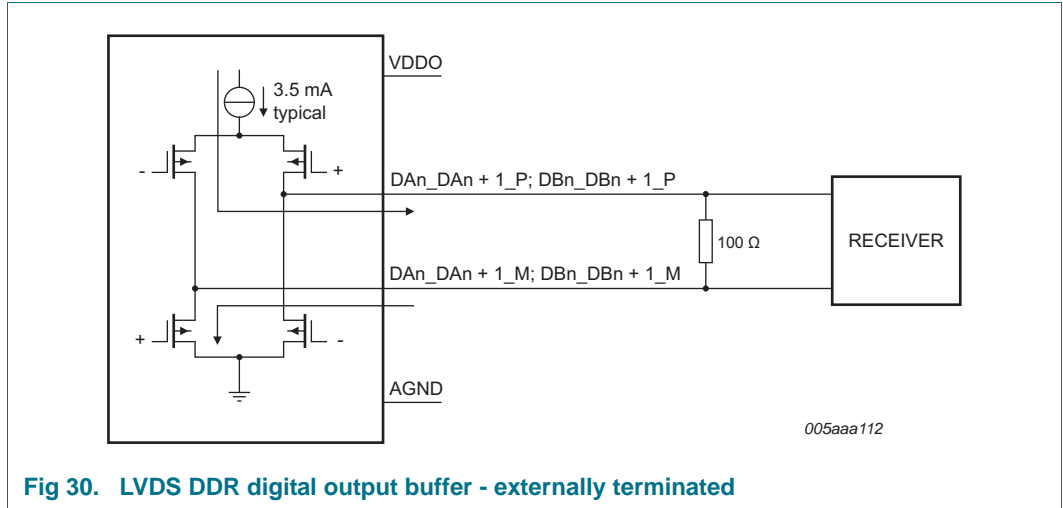 VDDO
3.5 mA
typical
-
+
DAn_DAn + 1_P; DBn_DBn + 1_P
100 Ω
RECEIVER
DAn_DAn + 1_M; DBn_DBn + 1_M
+
-
AGND
005aaa112
Fig 30. LVDS DDR digital output buffer - externally terminated